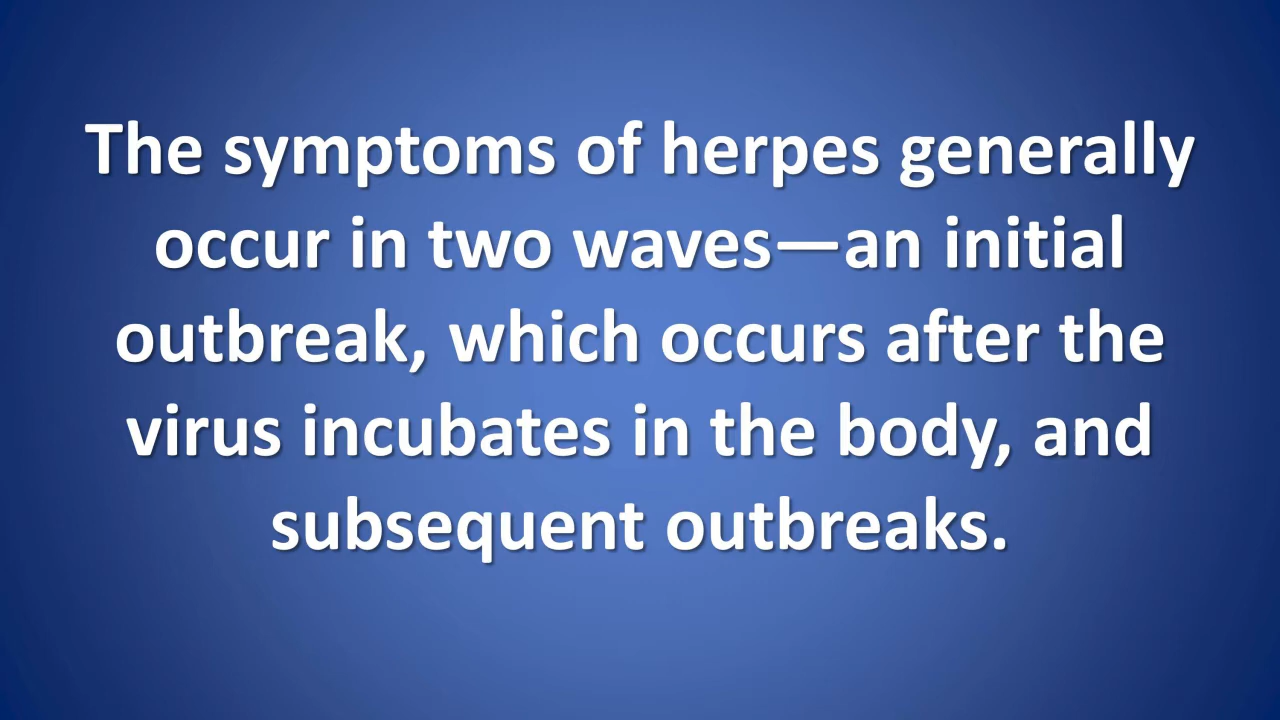 The symptoms of herpes generally
occur in two waves—an initial
outbreak, which occurs after the
virus incubates in the body, and
subsequent outbreaks.